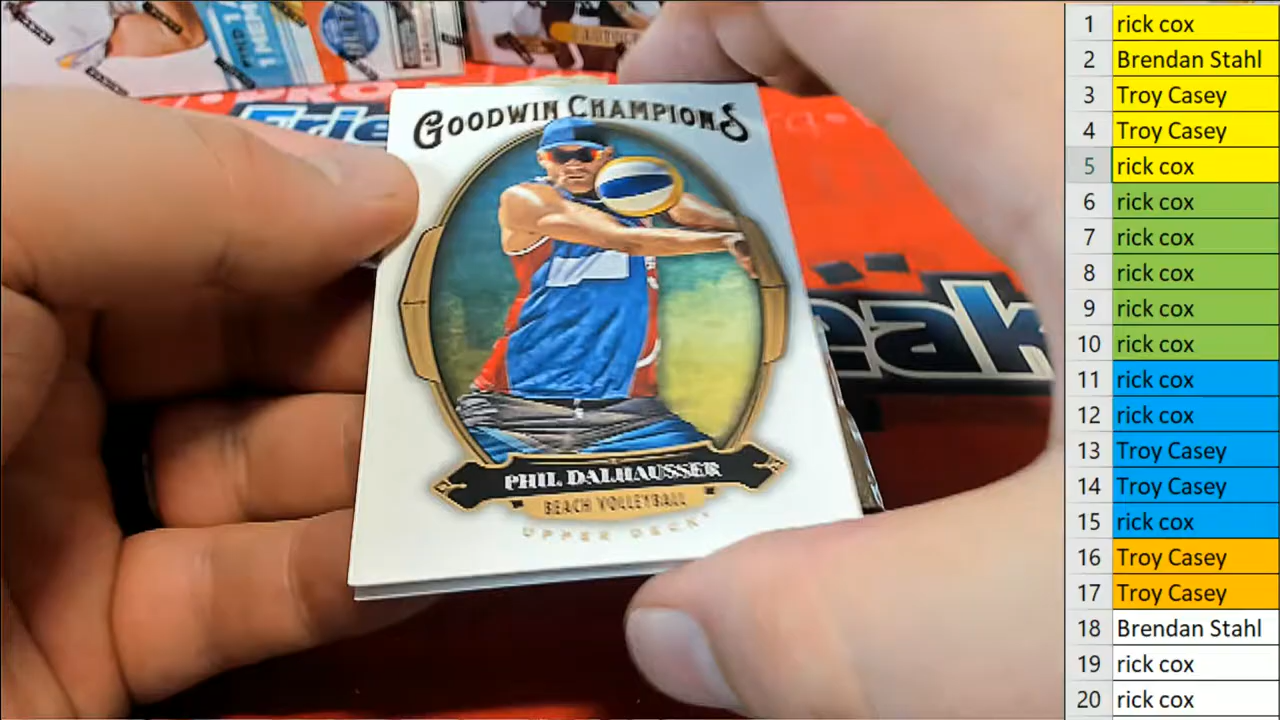 GOODWIN CHAMPIONS
PHIL DALHAUSSER
BEACH VOLLEYBALL
UPPER DECK
Frie
eak
1 rick cox
2 Brendan Stahl
3 Troy Casey
4 Troy Casey
5 rick cox
6 rick cox
7 rick cox
8 rick cox
9 rick cox
10 rick cox
11 rick cox
12 rick cox
13 Troy Casey
14 Troy Casey
15 rick cox
16 Troy Casey
17 Troy Casey
18 Brendan Stahl
19 rick cox
20 rick cox